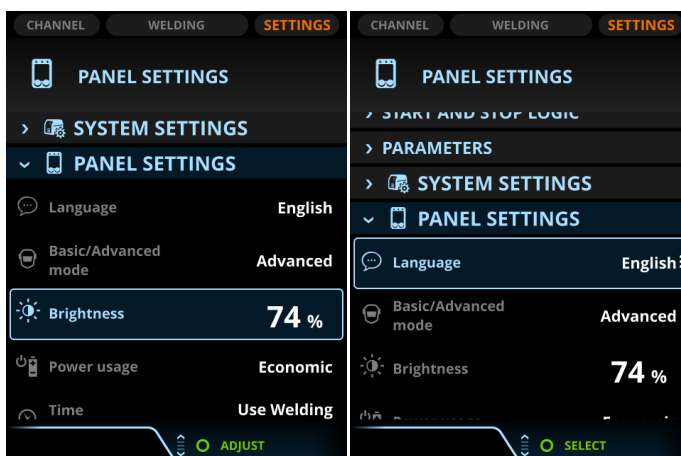 CHANNEL WELDING SETTINGS
PANEL SETTINGS
SYSTEM SETTINGS
PANEL SETTINGS
Language English
Basic/Advanced
mode Advanced
Brightness 74 %
Power usage Economic
Time Use Welding
ADJUST
CHANNEL WELDING SETTINGS
PANEL SETTINGS
START AND STOP LOGIC
PARAMETERS
SYSTEM SETTINGS
PANEL SETTINGS
Language English
Basic/Advanced
mode Advanced
Brightness 74 %
SELECT